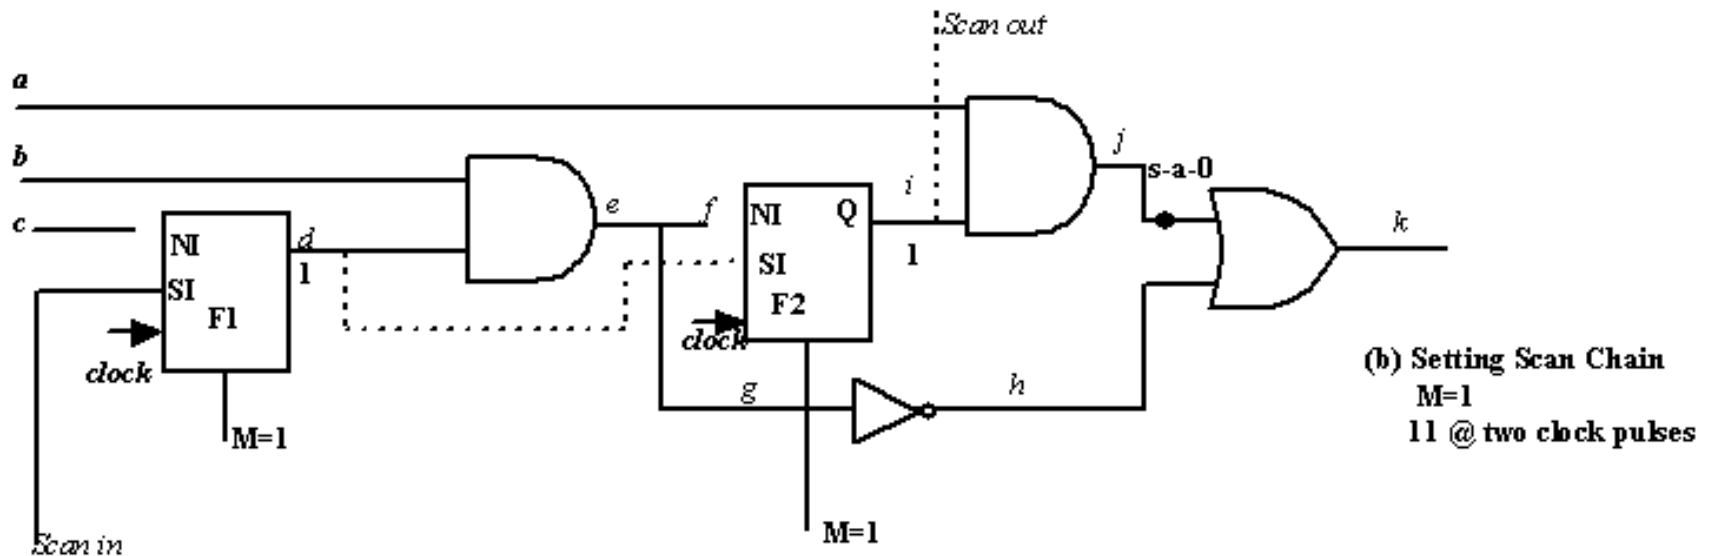 Scan out
a
j
s-a-0
b
i
e
f
NI
Q
k
c
NI
d
1
SI
1
SI
F1
F2
clock
clock
(b) Setting Scan Chain
M=1
11 @ two clock pulses
g
h
M=1
M=1
Scan in